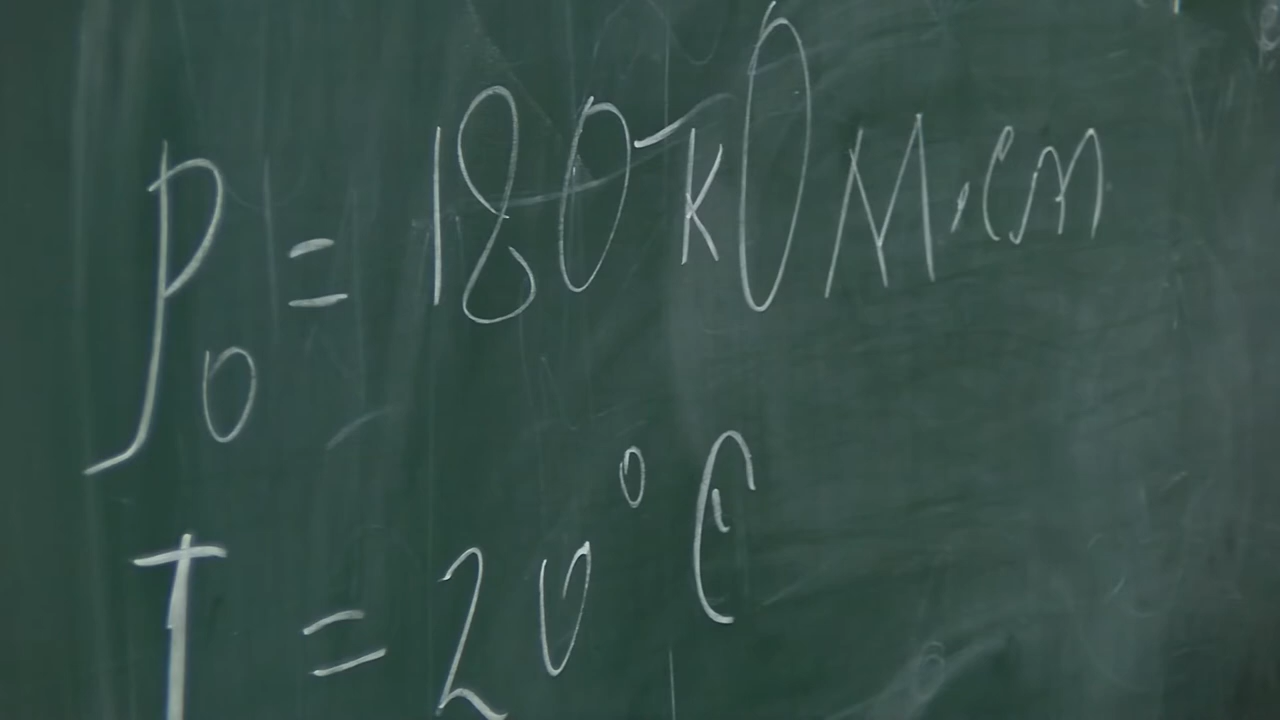 ρ₀ = 180 кОм·см
T = 20 °C